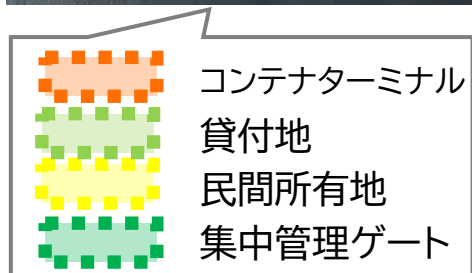 コンテナターミナル
貸付地
民間所有地
集中管理ゲート